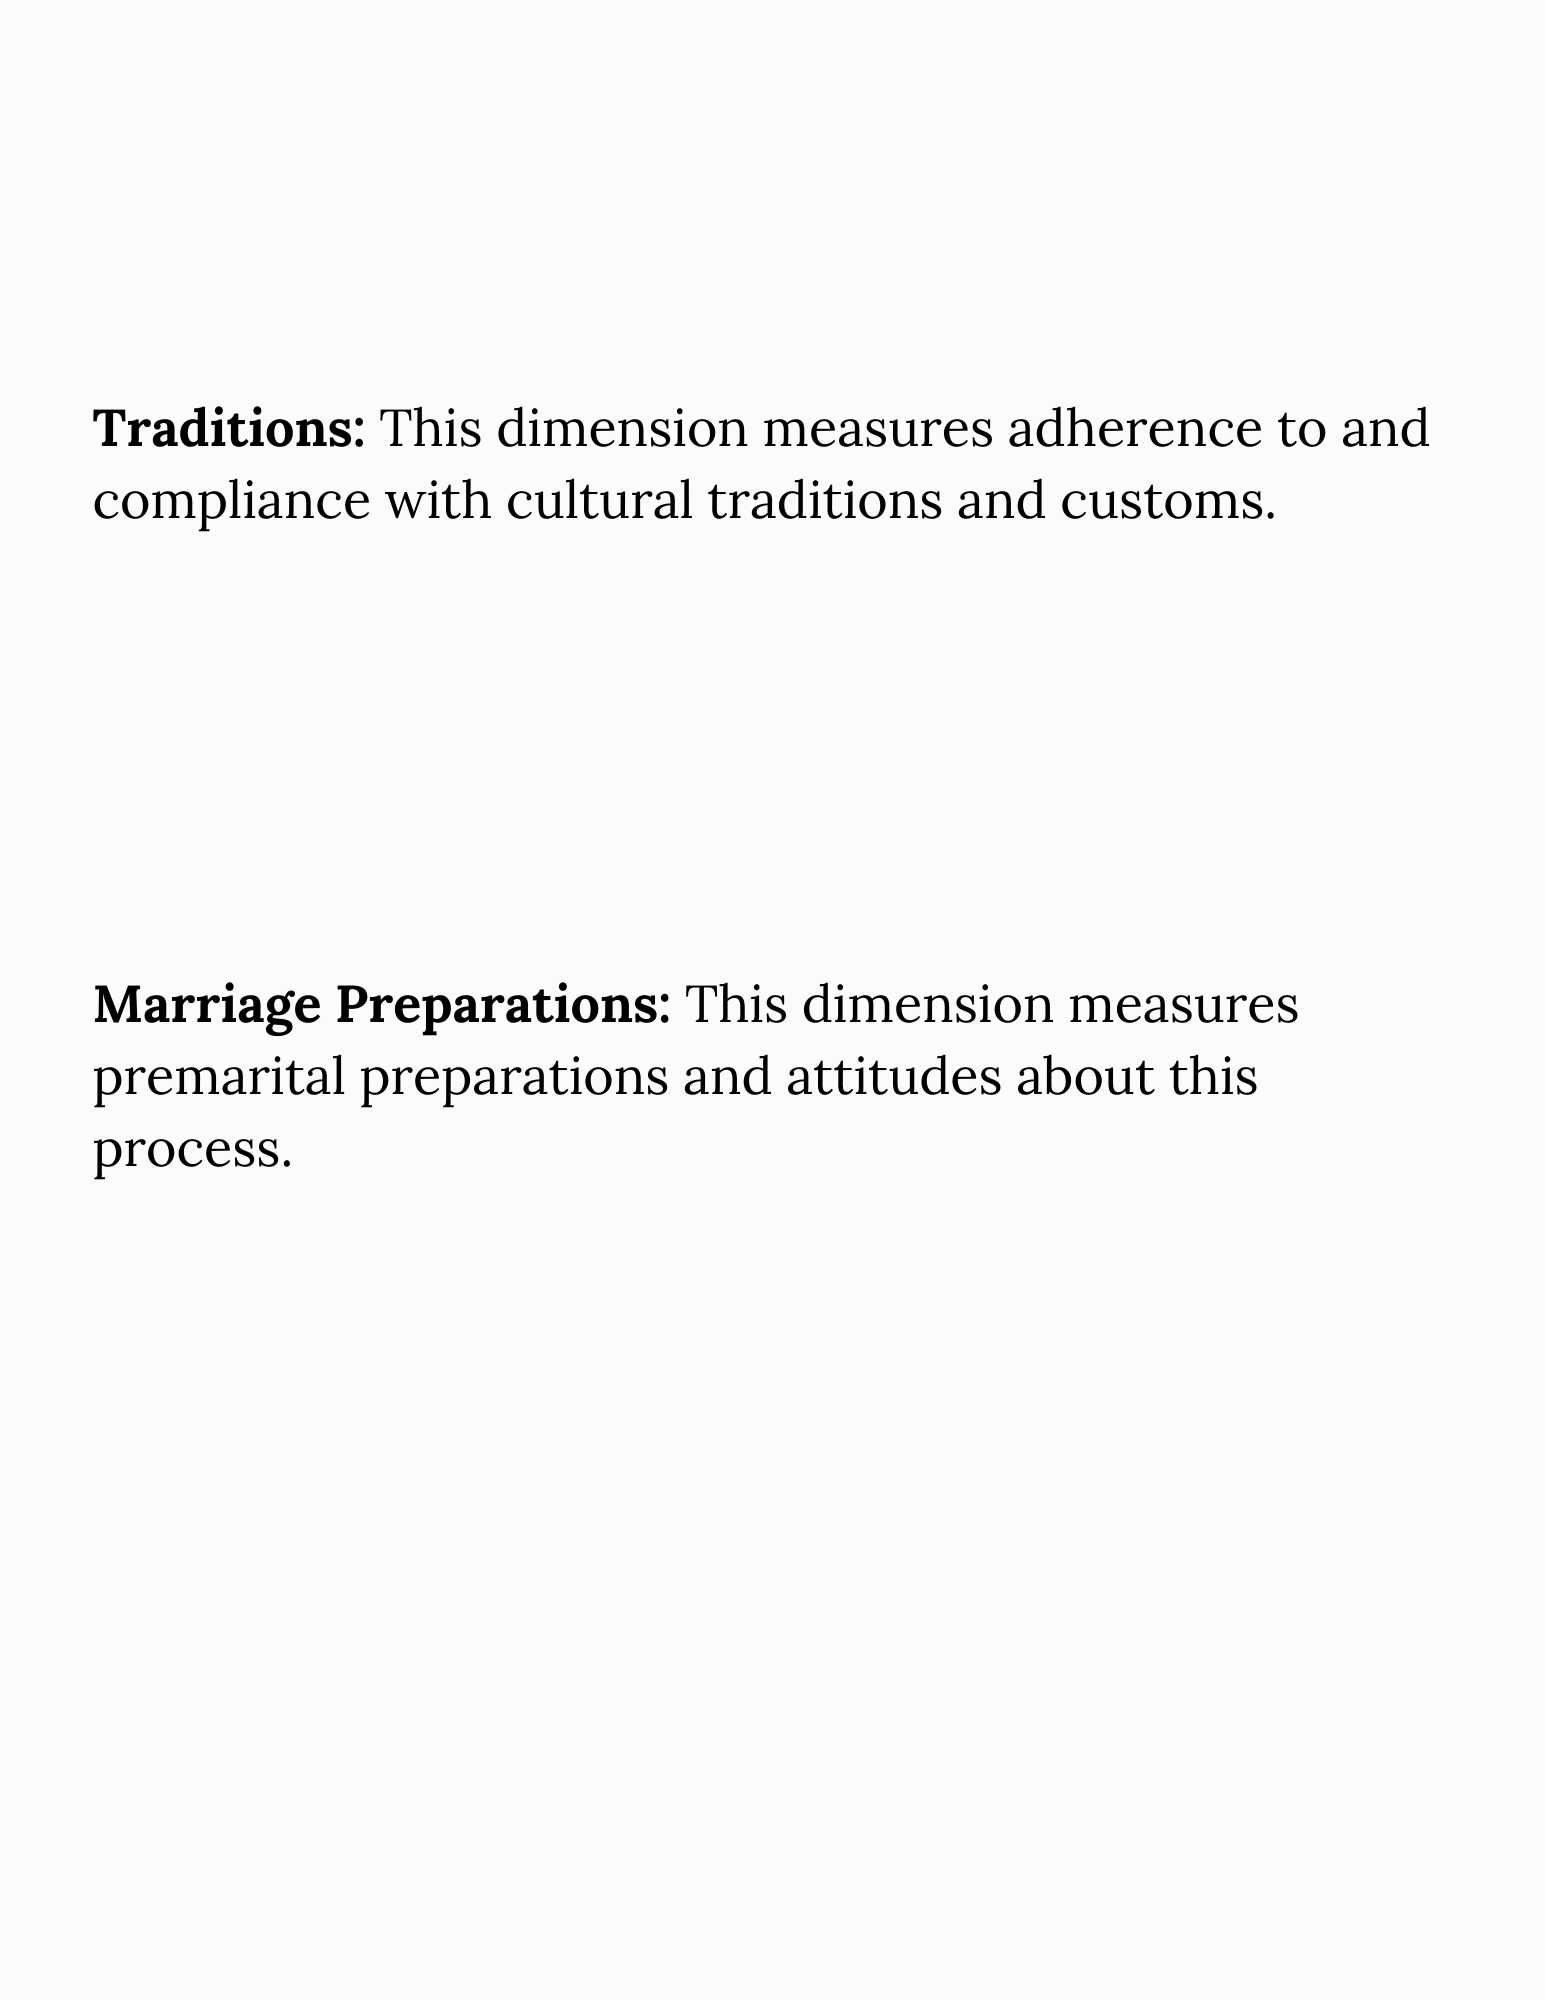 Traditions: This dimension measures adherence to and
compliance with cultural traditions and customs.
Marriage Preparations: This dimension measures
premarital preparations and attitudes about this
process.